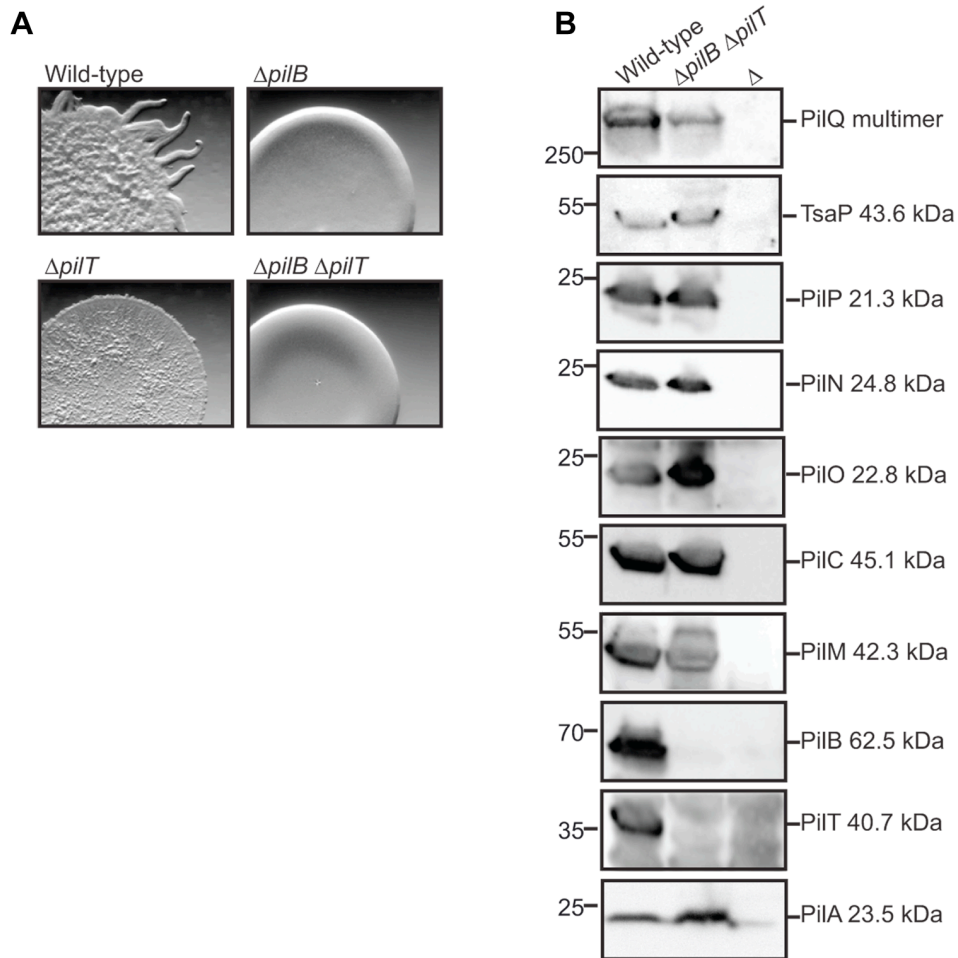 A
Wild-type
ΔpilB
ΔpilT
ΔpilB ΔpilT
B
Wild-type
ΔpilB ΔpilT
Δ
250
PilQ multimer
55
TsaP 43.6 kDa
25
PilP 21.3 kDa
25
PilN 24.8 kDa
25
PilO 22.8 kDa
55
PilC 45.1 kDa
55
PilM 42.3 kDa
70
PilB 62.5 kDa
35
PilT 40.7 kDa
25
PilA 23.5 kDa